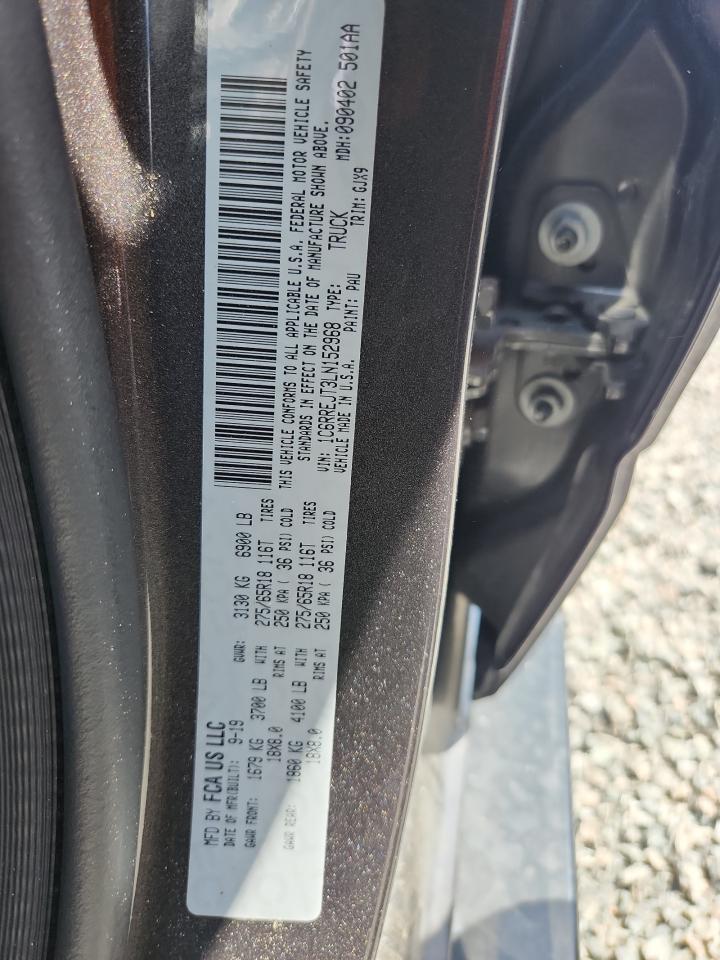 MFD BY FCA US LLC
DATE OF MFR(BUILT): 9-19 GVWR: 3130 KG 6900 LB
GAWR FRONT: 1679 KG 3700 LB WITH 275/65R18 116T TIRES
18X8.0 RIMS AT 250 KPA ( 36 PSI) COLD
GAWR REAR: 1860 KG 4100 LB WITH 275/65R18 116T TIRES
18X8.0 RIMS AT 250 KPA ( 36 PSI) COLD
THIS VEHICLE CONFORMS TO ALL APPLICABLE U.S.A. FEDERAL MOTOR VEHICLE SAFETY
STANDARDS IN EFFECT ON THE DATE OF MANUFACTURE SHOWN ABOVE.
VIN: 1C6RREJT3LN152968 TYPE: TRUCK MDH:090402 501AA
VEHICLE MADE IN U.S.A. PAINT: PAU TRIM: GJX9